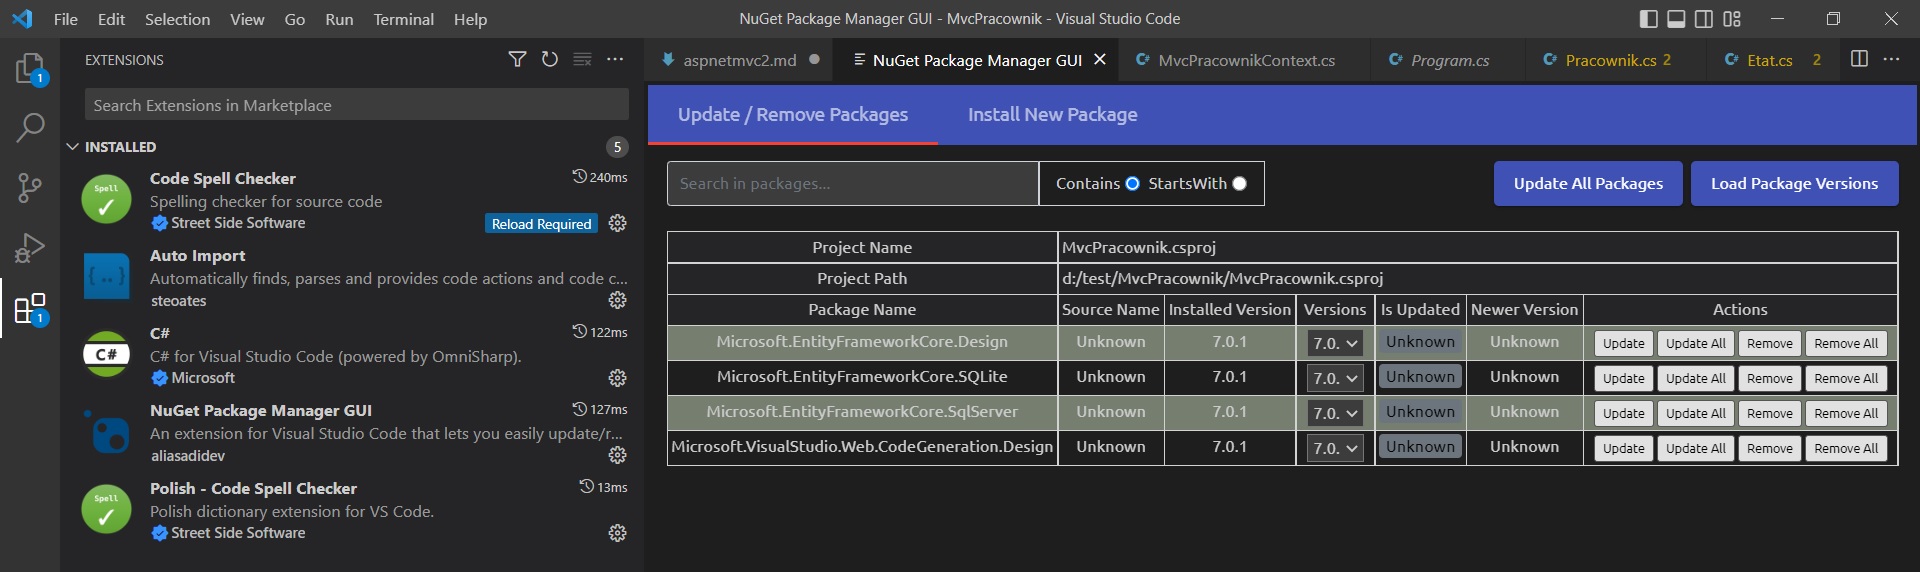 File Edit Selection View Go Run Terminal Help
NuGet Package Manager GUI - MvcPracownik - Visual Studio Code
1
1
EXTENSIONS
Search Extensions in Marketplace
INSTALLED 5
Spell
Code Spell Checker 240ms
Spelling checker for source code
Street Side Software Reload Required
{..}
Auto Import
Automatically finds, parses and provides code actions and code c...
steoates
C#
C# 122ms
C# for Visual Studio Code (powered by OmniSharp).
Microsoft
NuGet Package Manager GUI 127ms
An extension for Visual Studio Code that lets you easily update/r...
aliasadidev
Spell
Polish - Code Spell Checker 13ms
Polish dictionary extension for VS Code.
Street Side Software
aspnetmvc2.md NuGet Package Manager GUI C# MvcPracownikContext.cs C# Program.cs C# Pracownik.cs 2 C# Etat.cs 2
Update / Remove Packages Install New Package
Search in packages... Contains StartsWith Update All Packages Load Package Versions
Project Name MvcPracownik.csproj
Project Path d:/test/MvcPracownik/MvcPracownik.csproj
Package Name Source Name Installed Version Versions Is Updated Newer Version Actions
Microsoft.EntityFrameworkCore.Design Unknown 7.0.1 7.0. Unknown Unknown Update Update All Remove Remove All
Microsoft.EntityFrameworkCore.SQLite Unknown 7.0.1 7.0. Unknown Unknown Update Update All Remove Remove All
Microsoft.EntityFrameworkCore.SqlServer Unknown 7.0.1 7.0. Unknown Unknown Update Update All Remove Remove All
Microsoft.VisualStudio.Web.CodeGeneration.Design Unknown 7.0.1 7.0. Unknown Unknown Update Update All Remove Remove All